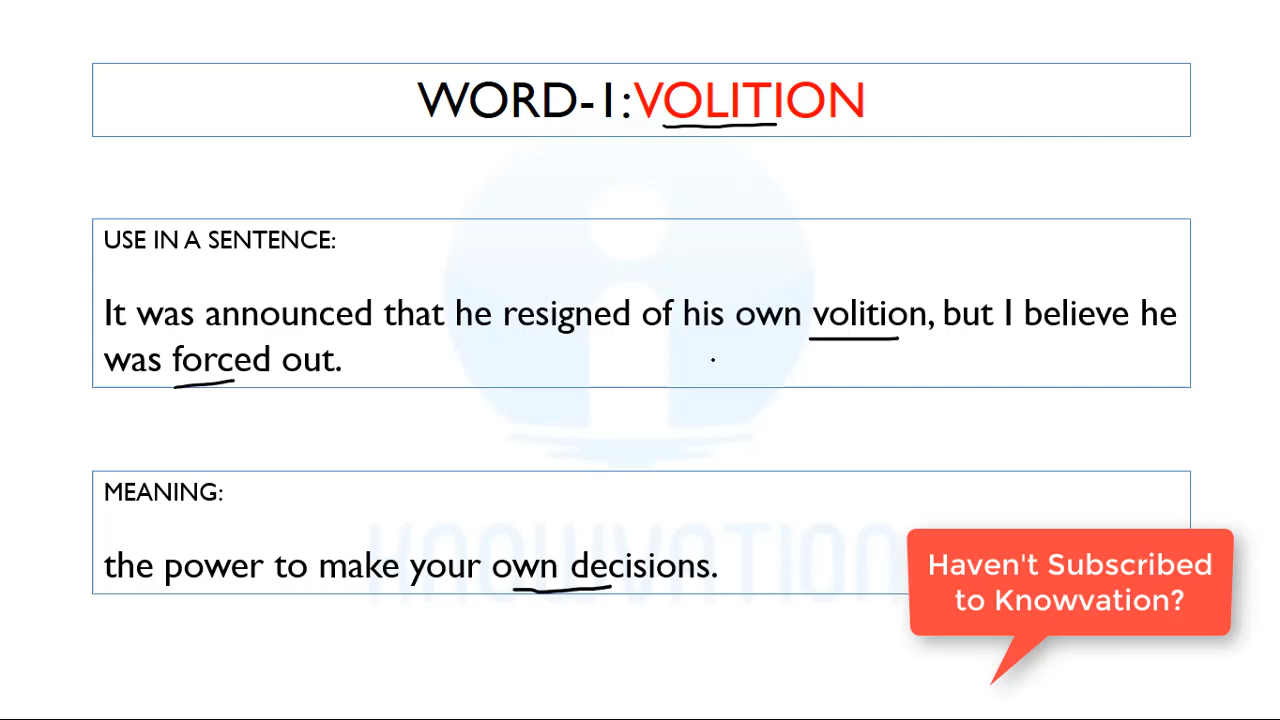 WORD-1:VOLITION
USE IN A SENTENCE:
It was announced that he resigned of his own volition, but I believe he
was forced out.
MEANING:
the power to make your own decisions.
KNOWVATION
Haven't Subscribed
to Knowvation?